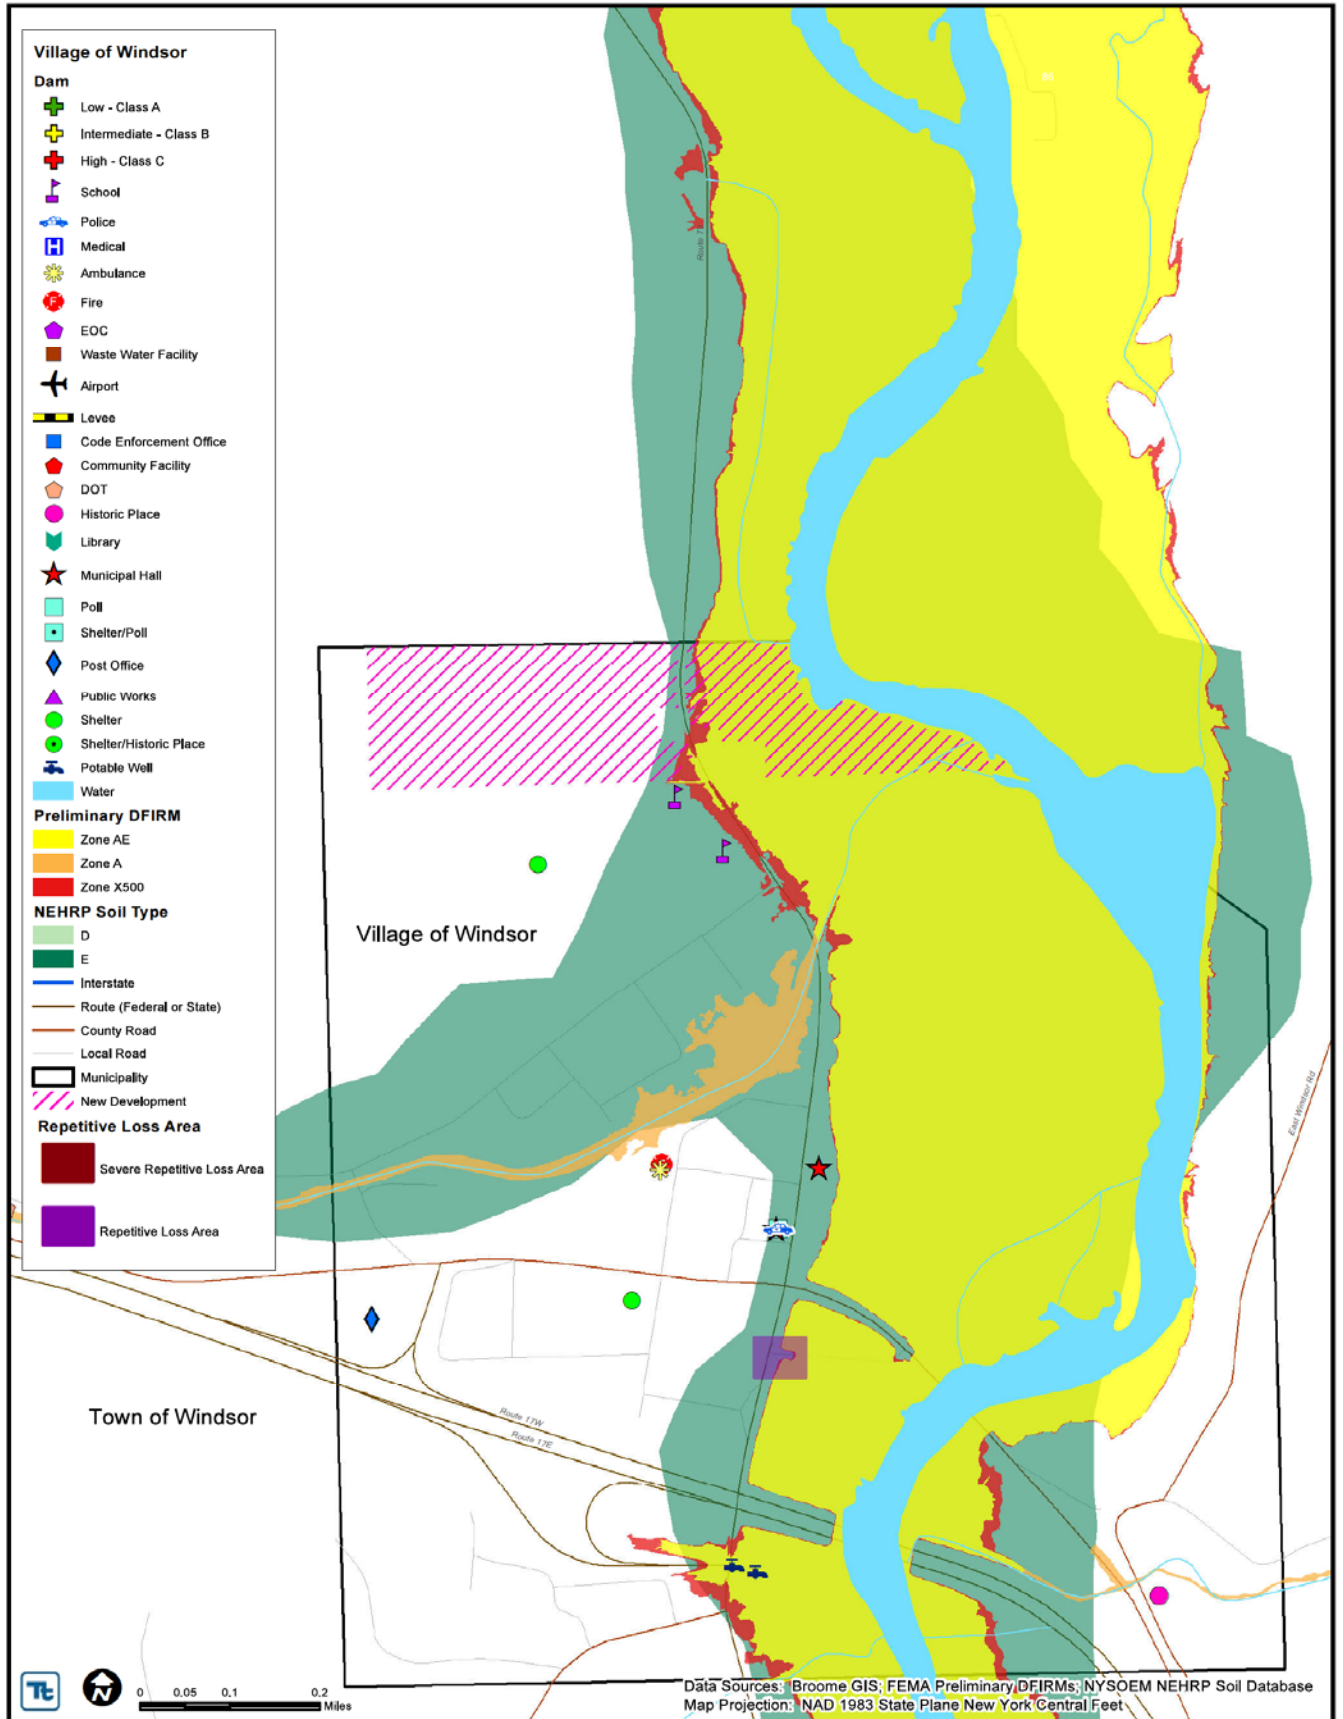 Village of Windsor
Dam
Low - Class A
Intermediate - Class B
High - Class C
School
Police
H Medical
Ambulance
F Fire
EOC
Waste Water Facility
Airport
Levee
Code Enforcement Office
Community Facility
DOT
Historic Place
Library
Municipal Hall
Poll
Shelter/Poll
Post Office
Public Works
Shelter
Shelter/Historic Place
Potable Well
Water
Preliminary DFIRM
Zone AE
Zone A
Zone X500
NEHRP Soil Type
D
E
Interstate
Route (Federal or State)
County Road
Local Road
Municipality
New Development
Repetitive Loss Area
Severe Repetitive Loss Area
Repetitive Loss Area
Village of Windsor
East Windsor Rd
Town of Windsor
Route 17W
Route 17E
Tt
N
0 0.05 0.1 0.2
Miles
Data Sources: Broome GIS; FEMA Preliminary DFIRMs; NYSOEM NEHRP Soil Database
Map Projection: NAD 1983 State Plane New York Central Feet